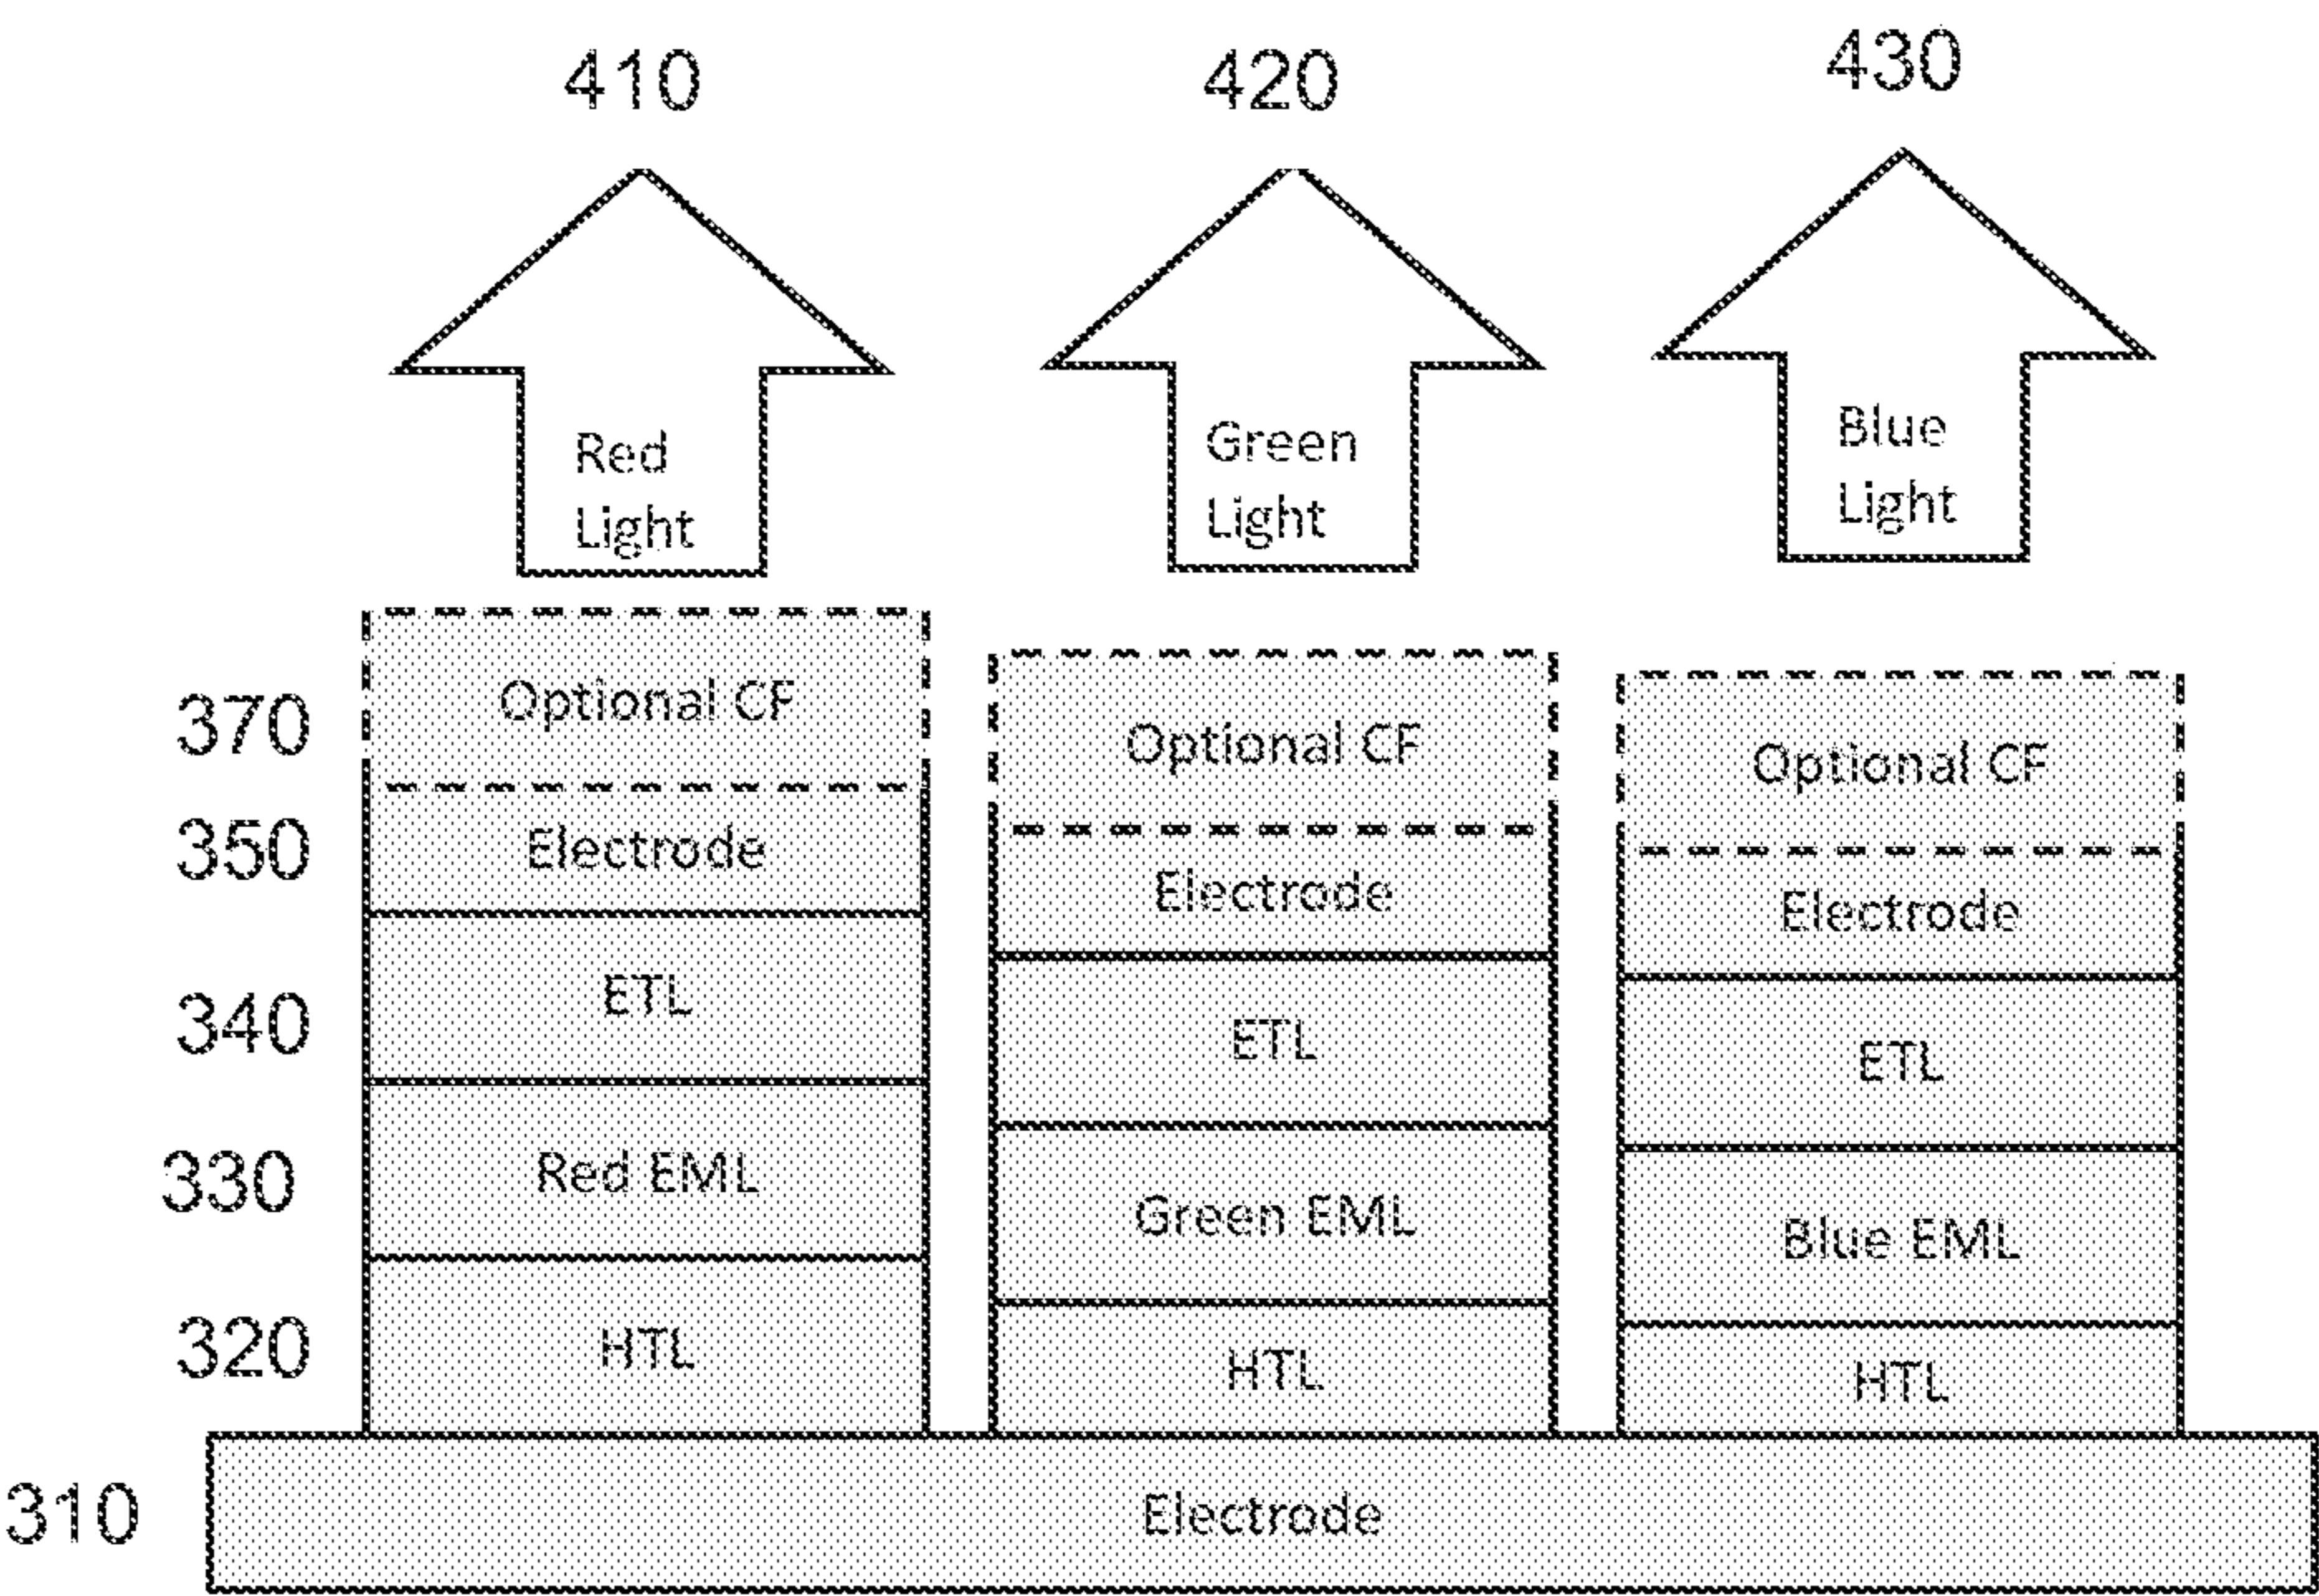 410
420
430
Red
Light
Green
Light
Blue
Light
370
Optional CF
Optional CF
Optional CF
350
Electrode
Electrode
Electrode
340
ETL
ETL
ETL
330
Red EML
Green EML
Blue EML
320
HTL
HTL
HTL
310
Electrode